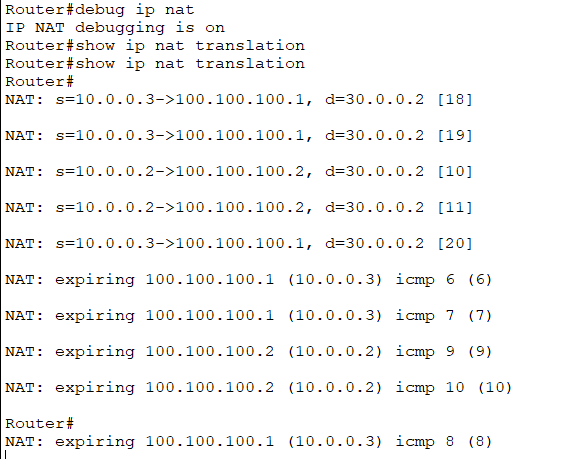 Router#debug ip nat
IP NAT debugging is on
Router#show ip nat translation
Router#show ip nat translation
Router#
NAT: s=10.0.0.3->100.100.100.1, d=30.0.0.2 [18]
NAT: s=10.0.0.3->100.100.100.1, d=30.0.0.2 [19]
NAT: s=10.0.0.2->100.100.100.2, d=30.0.0.2 [10]
NAT: s=10.0.0.2->100.100.100.2, d=30.0.0.2 [11]
NAT: s=10.0.0.3->100.100.100.1, d=30.0.0.2 [20]
NAT: expiring 100.100.100.1 (10.0.0.3) icmp 6 (6)
NAT: expiring 100.100.100.1 (10.0.0.3) icmp 7 (7)
NAT: expiring 100.100.100.2 (10.0.0.2) icmp 9 (9)
NAT: expiring 100.100.100.2 (10.0.0.2) icmp 10 (10)
Router#
NAT: expiring 100.100.100.1 (10.0.0.3) icmp 8 (8)